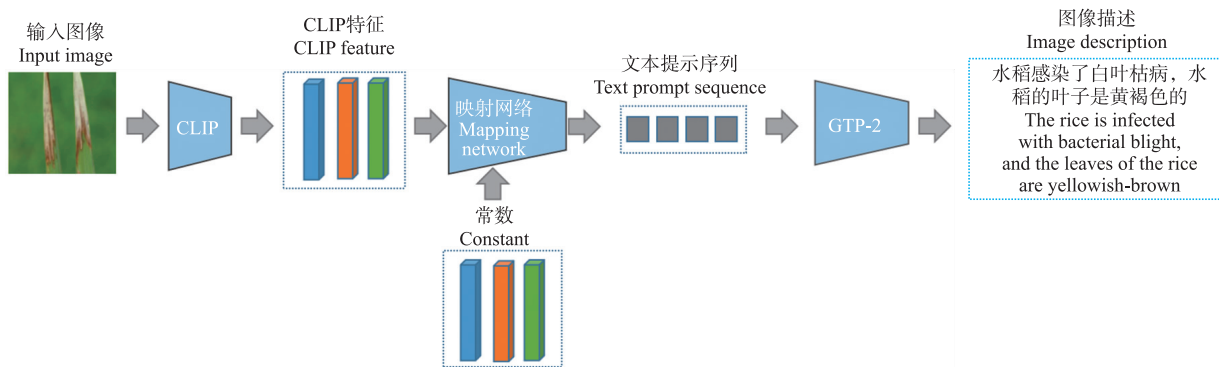 输入图像
Input image
CLIP
CLIP特征
CLIP feature
映射网络
Mapping
network
常数
Constant
文本提示序列
Text prompt sequence
GTP-2
图像描述
Image description
水稻感染了白叶枯病，水
稻的叶子是黄褐色的
The rice is infected
with bacterial blight,
and the leaves of the rice
are yellowish-brown